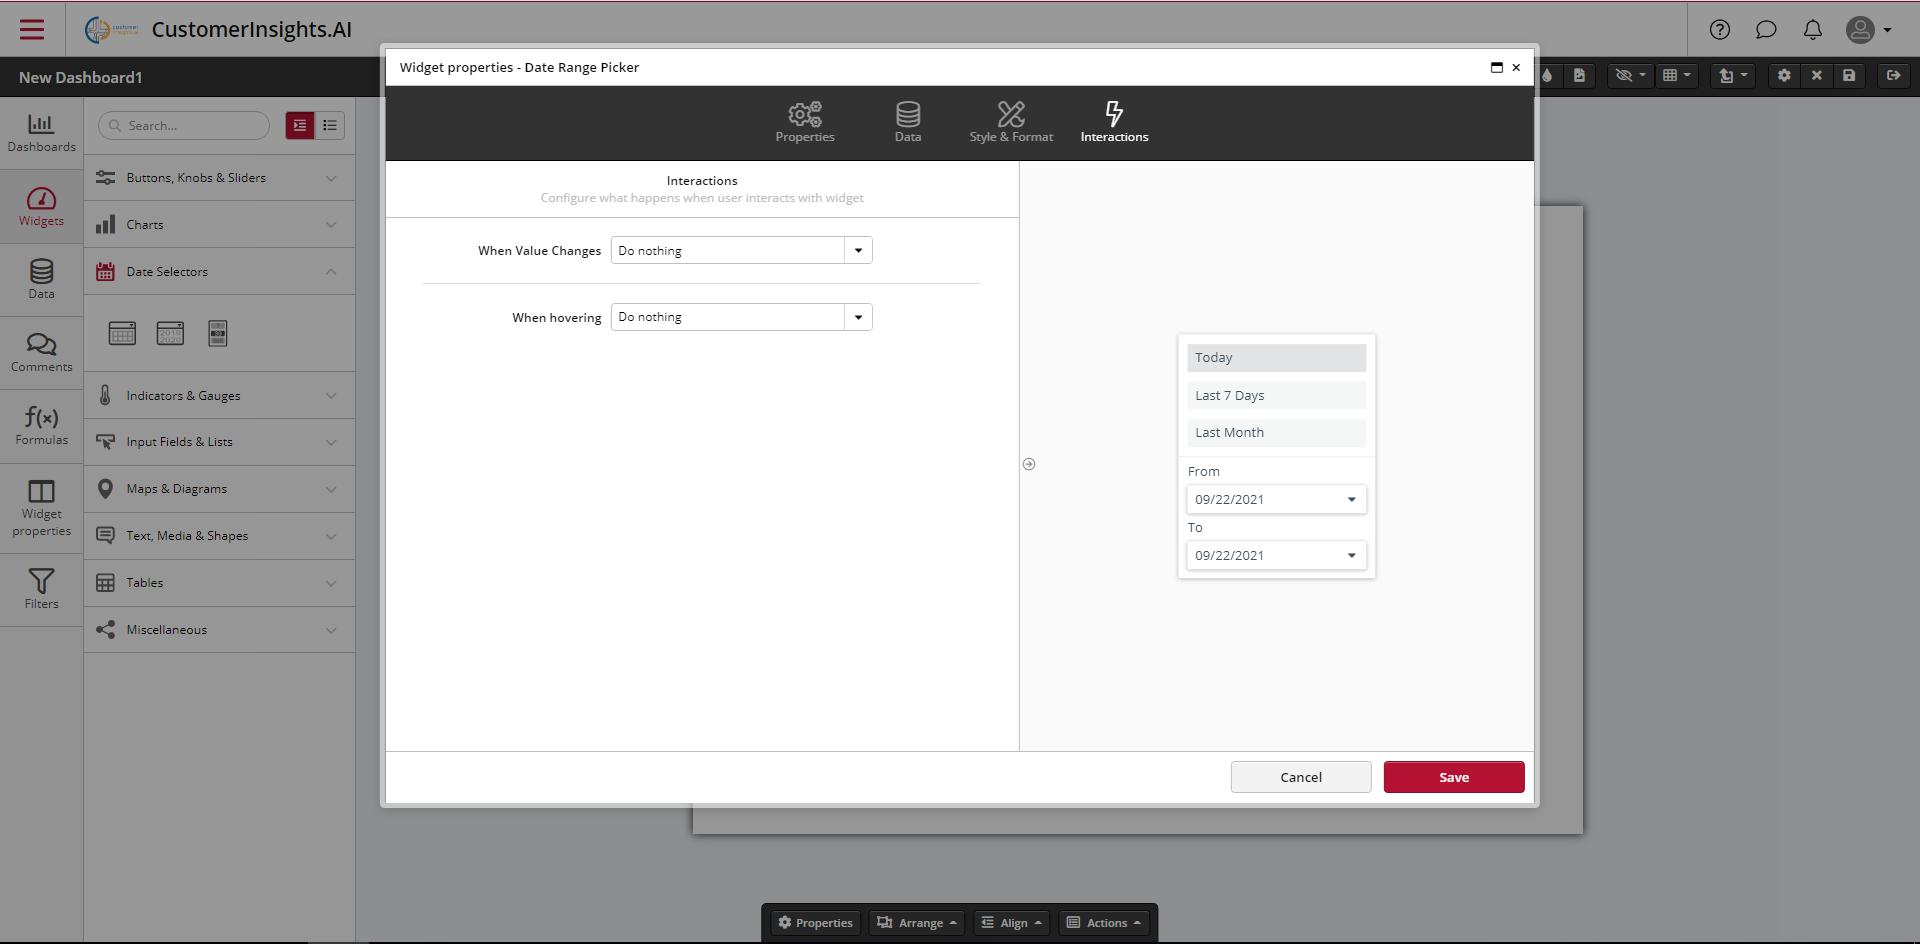 CustomerInsights.AI
New Dashboard1
Widget properties - Date Range Picker
Properties
Data
Style & Format
Interactions
Dashboards
Widgets
Data
Comments
Formulas
Widget
properties
Filters
Search...
Buttons, Knobs & Sliders
Charts
Date Selectors
Indicators & Gauges
Input Fields & Lists
Maps & Diagrams
Text, Media & Shapes
Tables
Miscellaneous
Interactions
Configure what happens when user interacts with widget
When Value Changes Do nothing
When hovering Do nothing
Today
Last 7 Days
Last Month
From
09/22/2021
To
09/22/2021
Cancel
Save
Properties
Arrange
Align
Actions